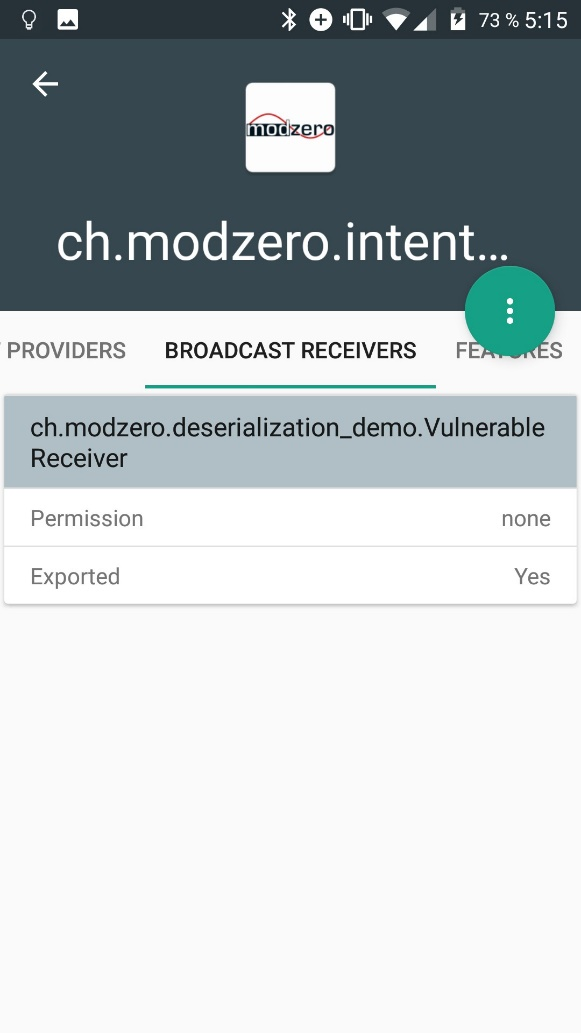 73 % 5:15
modzero
ch.modzero.intent...
PROVIDERS BROADCAST RECEIVERS FEATURES
ch.modzero.deserialization_demo.Vulnerable
Receiver
Permission none
Exported Yes